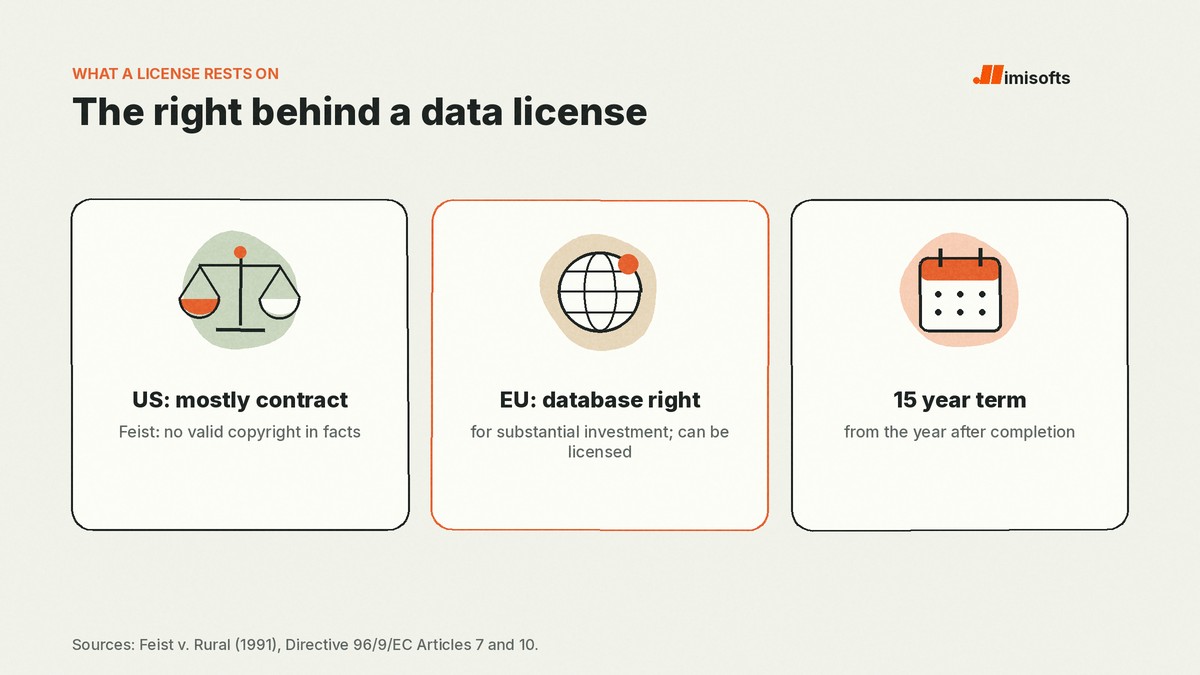 WHAT A LICENSE RESTS ON
imisofts
The right behind a data license
US: mostly contract
Feist: no valid copyright in facts
EU: database right
for substantial investment; can be
licensed
15 year term
from the year after completion
Sources: Feist v. Rural (1991), Directive 96/9/EC Articles 7 and 10.